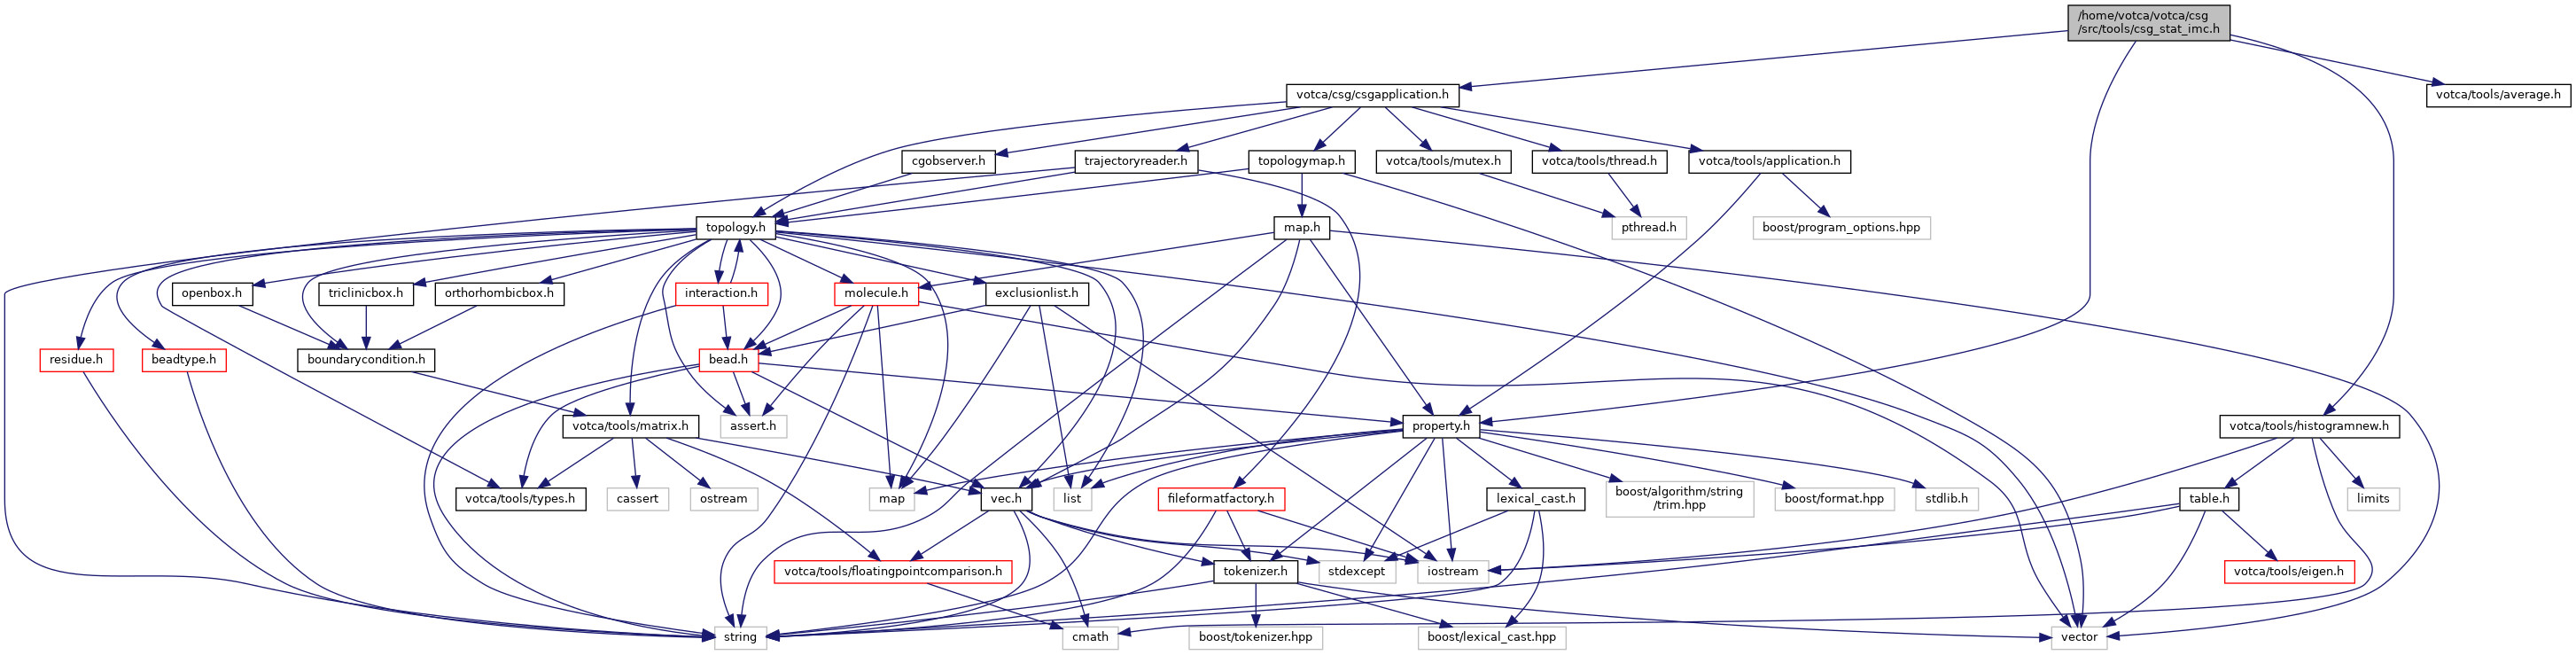 /home/votca/votca/csg
/src/tools/csg_stat_imc.h
votca/csg/csgapplication.h
votca/tools/average.h
cgobserver.h
trajectoryreader.h
topologymap.h
votca/tools/mutex.h
votca/tools/thread.h
votca/tools/application.h
topology.h
map.h
pthread.h
boost/program_options.hpp
openbox.h
triclinicbox.h
orthorhombicbox.h
interaction.h
molecule.h
exclusionlist.h
residue.h
beadtype.h
boundarycondition.h
bead.h
votca/tools/matrix.h
assert.h
property.h
votca/tools/histogramnew.h
votca/tools/types.h
cassert
ostream
map
vec.h
list
fileformatfactory.h
lexical_cast.h
boost/algorithm/string
/trim.hpp
boost/format.hpp
stdlib.h
table.h
limits
votca/tools/floatingpointcomparison.h
tokenizer.h
stdexcept
iostream
votca/tools/eigen.h
string
cmath
boost/tokenizer.hpp
boost/lexical_cast.hpp
vector